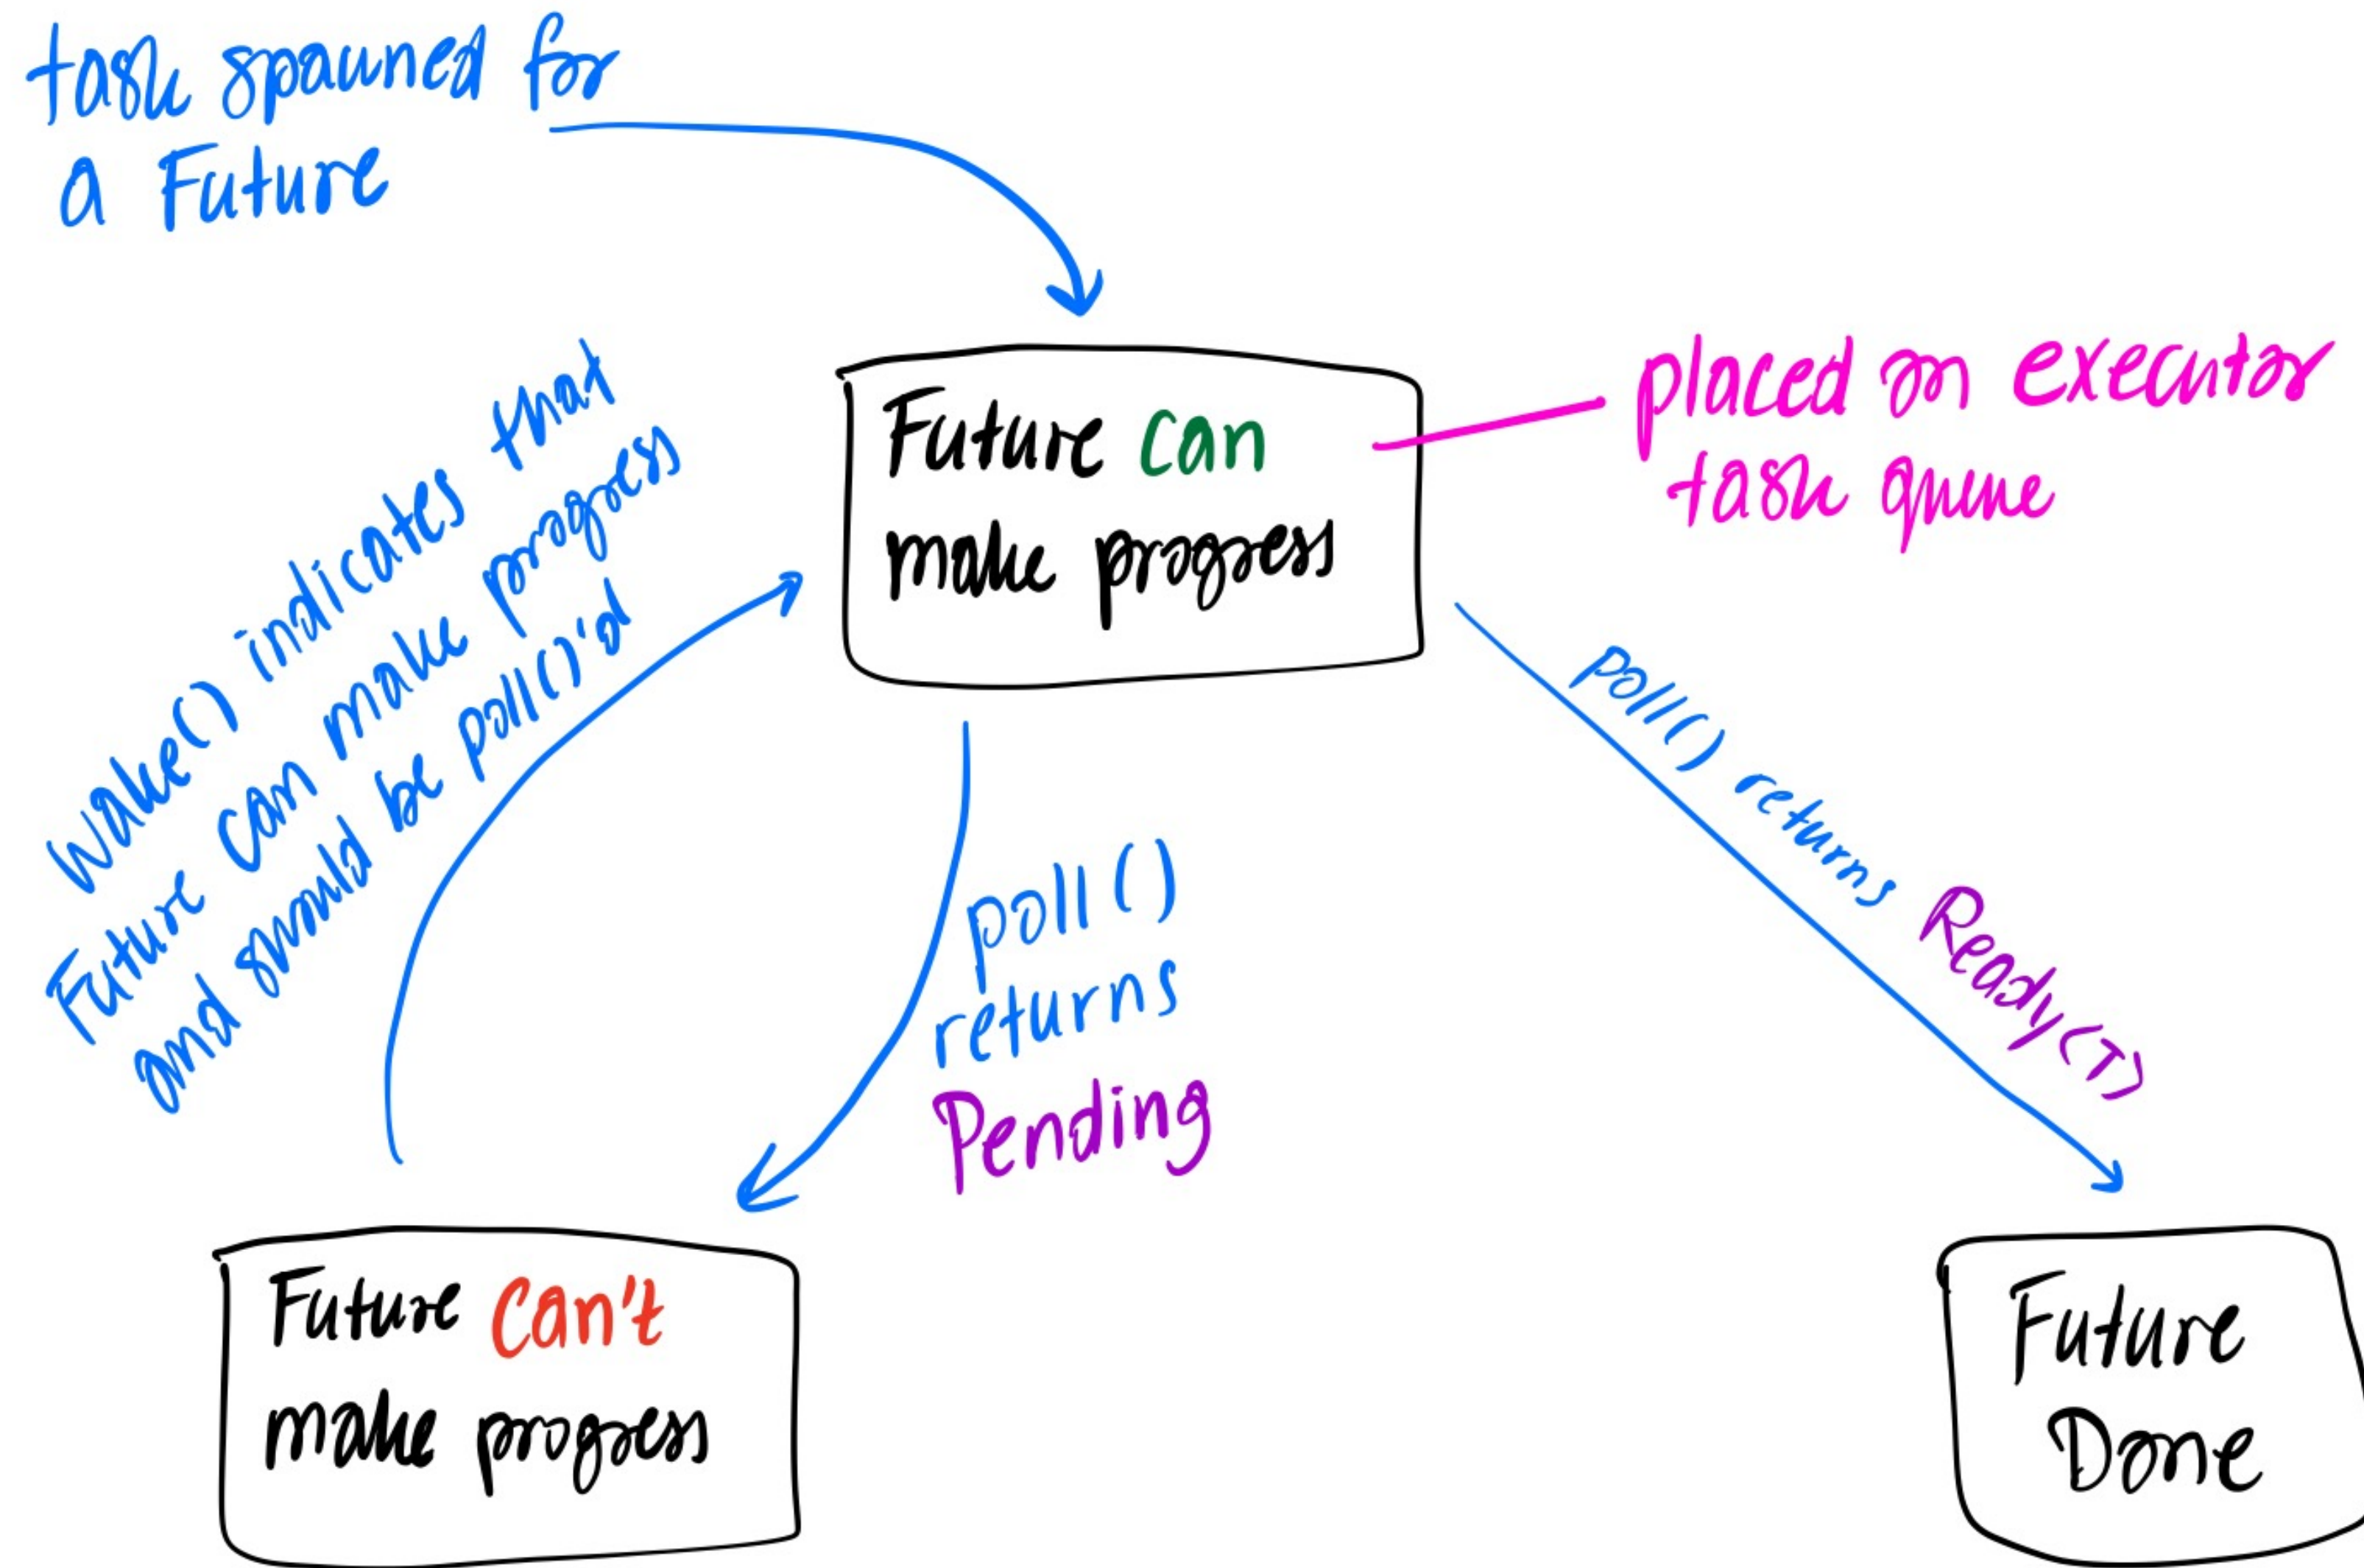 task spawned for
a Future
Future can
make progress
placed on executor
task queue
Wake() indicates that
Future can make progress
and should be poll()'d
poll()
returns
Pending
poll() returns Ready(T)
Future Can't
make progress
Future
Done